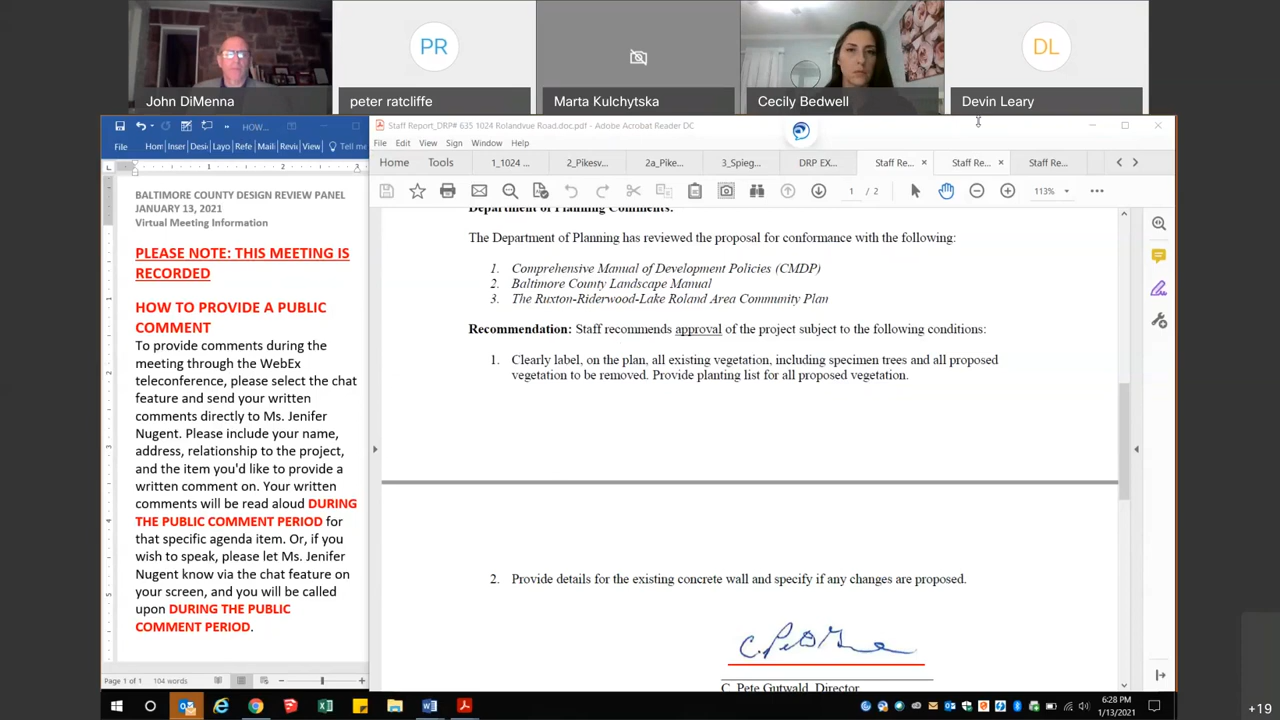 PR
DL
John DiMenna
peter ratcliffe
Marta Kulchytska
Cecily Bedwell
Devin Leary
HOW...
File
Hom
Inser
Desi
Layo
Refe
Maili
Revi
View
Tell me
BALTIMORE COUNTY DESIGN REVIEW PANEL
JANUARY 13, 2021
Virtual Meeting Information
PLEASE NOTE: THIS MEETING IS
RECORDED
HOW TO PROVIDE A PUBLIC
COMMENT
To provide comments during the
meeting through the WebEx
teleconference, please select the chat
feature and send your written
comments directly to Ms. Jenifer
Nugent. Please include your name,
address, relationship to the project,
and the item you'd like to provide a
written comment on. Your written
comments will be read aloud DURING
THE PUBLIC COMMENT PERIOD for
that specific agenda item. Or, if you
wish to speak, please let Ms. Jenifer
Nugent know via the chat feature on
your screen, and you will be called
upon DURING THE PUBLIC
COMMENT PERIOD.
Page 1 of 1 104 words
Staff Report_DRP# 635 1024 Rolandvue Road.doc.pdf - Adobe Acrobat Reader DC
File Edit View Sign Window Help
Home Tools 1_1024 ... 2_Pikesv... 2a_Pike... 3_Spieg... DRP EX... Staff Re... Staff Re... Staff Re...
1 / 2 113%
Department of Planning Comments:
The Department of Planning has reviewed the proposal for conformance with the following:
1. Comprehensive Manual of Development Policies (CMDP)
2. Baltimore County Landscape Manual
3. The Ruxton-Riderwood-Lake Roland Area Community Plan
Recommendation: Staff recommends approval of the project subject to the following conditions:
1. Clearly label, on the plan, all existing vegetation, including specimen trees and all proposed
vegetation to be removed. Provide planting list for all proposed vegetation.
2. Provide details for the existing concrete wall and specify if any changes are proposed.
C. Pete Gutwald, Director
6:28 PM
1/13/2021
+19